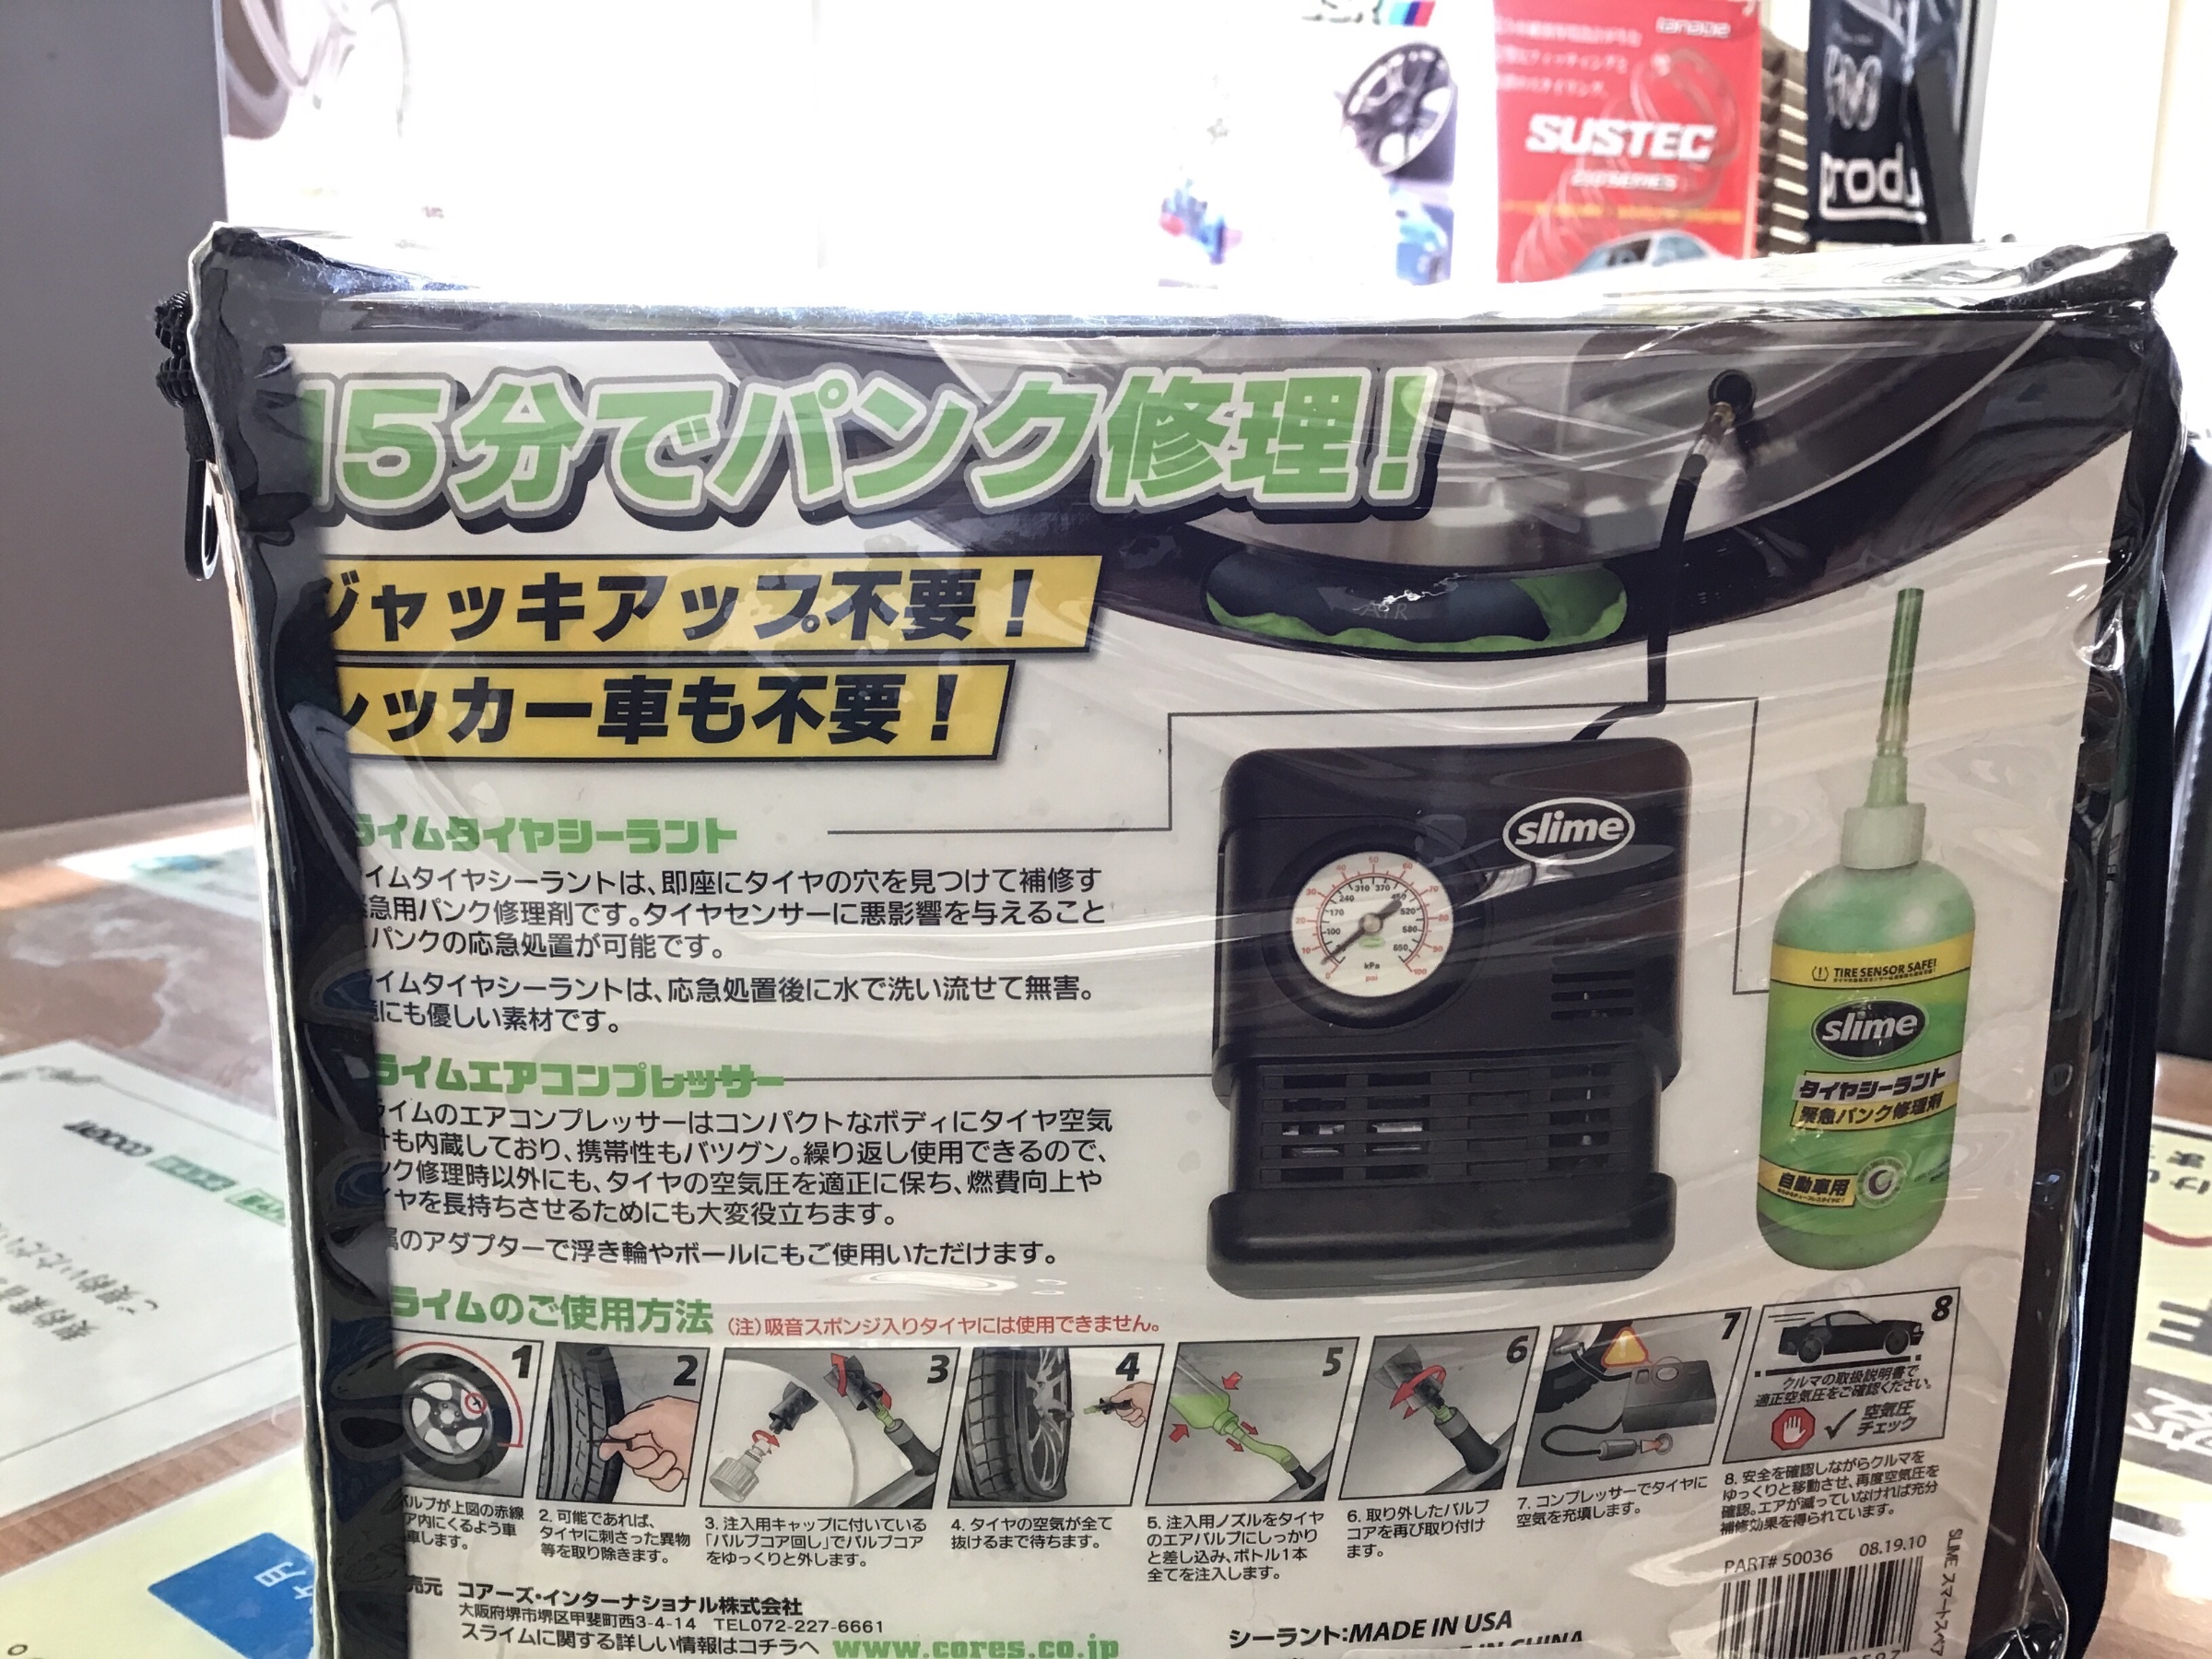 tanabe
SUSTEC
15分でパンク修理!
ジャッキアップ不要!
レッカー車も不要!
AIR
slime
ライムタイヤシーラント
イムタイヤシーラントは、即座にタイヤの穴を見つけて補修す
急用パンク修理剤です。タイヤセンサーに悪影響を与えること
パンクの応急処置が可能です。
イムタイヤシーラントは、応急処置後に水で洗い流せて無害。
にも優しい素材です。
ライムエアコンプレッサー
ライムのエアコンプレッサーはコンパクトなボディにタイヤ空気
も内蔵しており、携帯性もバツグン。繰り返し使用できるので、
ンク修理時以外にも、タイヤの空気圧を適正に保ち、燃費向上や
イヤを長持ちさせるためにも大変役立ちます。
属のアダプターで浮き輪やボールにもご使用いただけます。
kPa
psi
TIRE SENSOR SAFE!
slime
タイヤシーラント
緊急パンク修理剤
自動車用
ライムのご使用方法 (注)吸音スポンジ入りタイヤには使用できません。
1 2 3 4 5 6 7 8
クルマの取扱説明書で
適正空気圧をご確認ください。
空気圧
チェック
バルブが上図の赤線
ア内にくるよう車
車します。
2. 可能であれば、
タイヤに刺さった異物
等を取り除きます。
3. 注入用キャップに付いている
「バルブコア回し」でバルブコア
をゆっくりと外します。
4. タイヤの空気が全て
抜けるまで待ちます。
5. 注入用ノズルをタイヤ
のエアバルブにしっかり
と差し込み、ボトル1本
全てを注入します。
6. 取り外したバルブ
コアを再び取り付け
ます。
7. コンプレッサーでタイヤに
空気を充填します。
8. 安全を確認しながらクルマを
ゆっくりと移動させ、再度空気圧を
確認。エアが減っていなければ充分
補修効果を得られています。
売元 コアーズ・インターナショナル株式会社
大阪府堺市堺区甲斐町西3-4-14 TEL072-227-6661
スライムに関する詳しい情報はコチラへ www.cores.co.jp
シーラント:MADE IN USA
IN CHINA
PART# 50036 08.19.10
SLIME スマートスペア